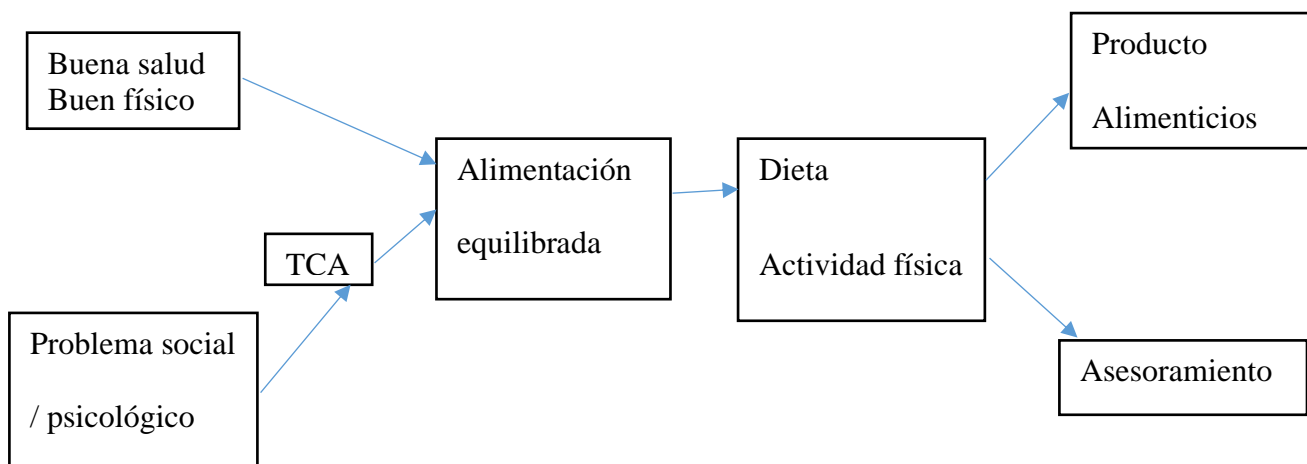 Buena salud
Buen físico
Problema social
/ psicológico
TCA
Alimentación
equilibrada
Dieta
Actividad física
Producto
Alimenticios
Asesoramiento